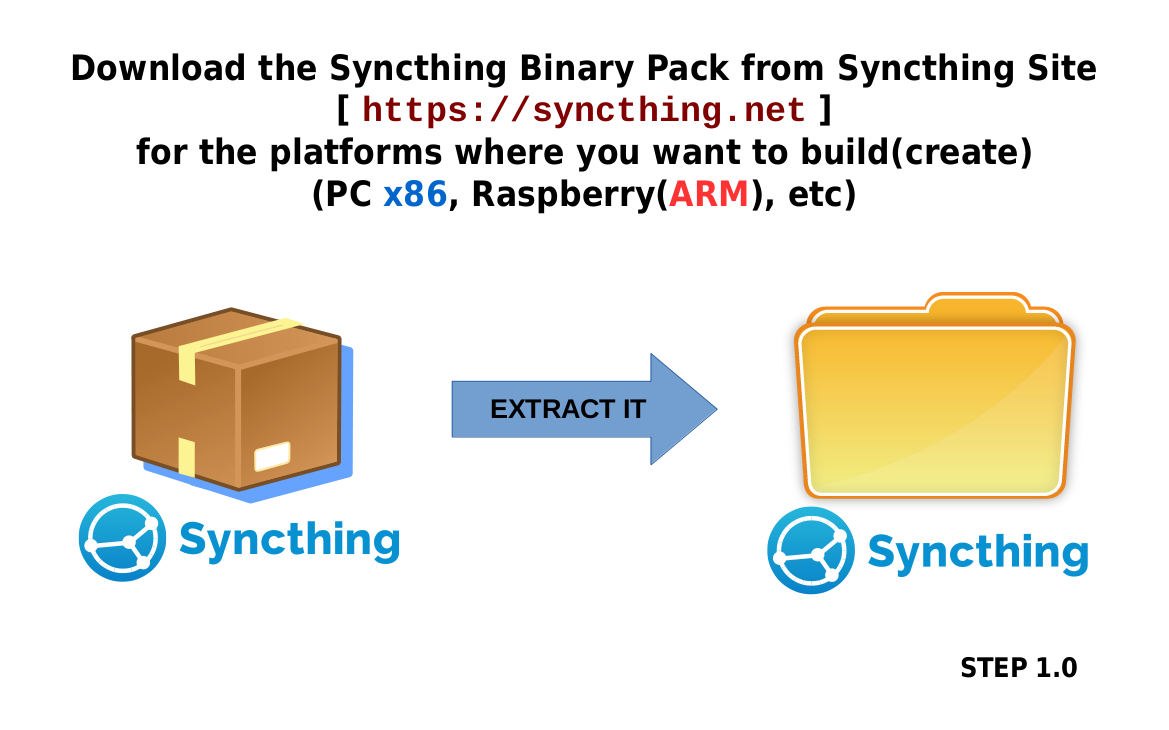 Download the Syncthing Binary Pack from Syncthing Site
[ https://syncthing.net ]
for the platforms where you want to build(create)
(PC x86, Raspberry(ARM), etc)
EXTRACT IT
Syncthing
Syncthing
STEP 1.0